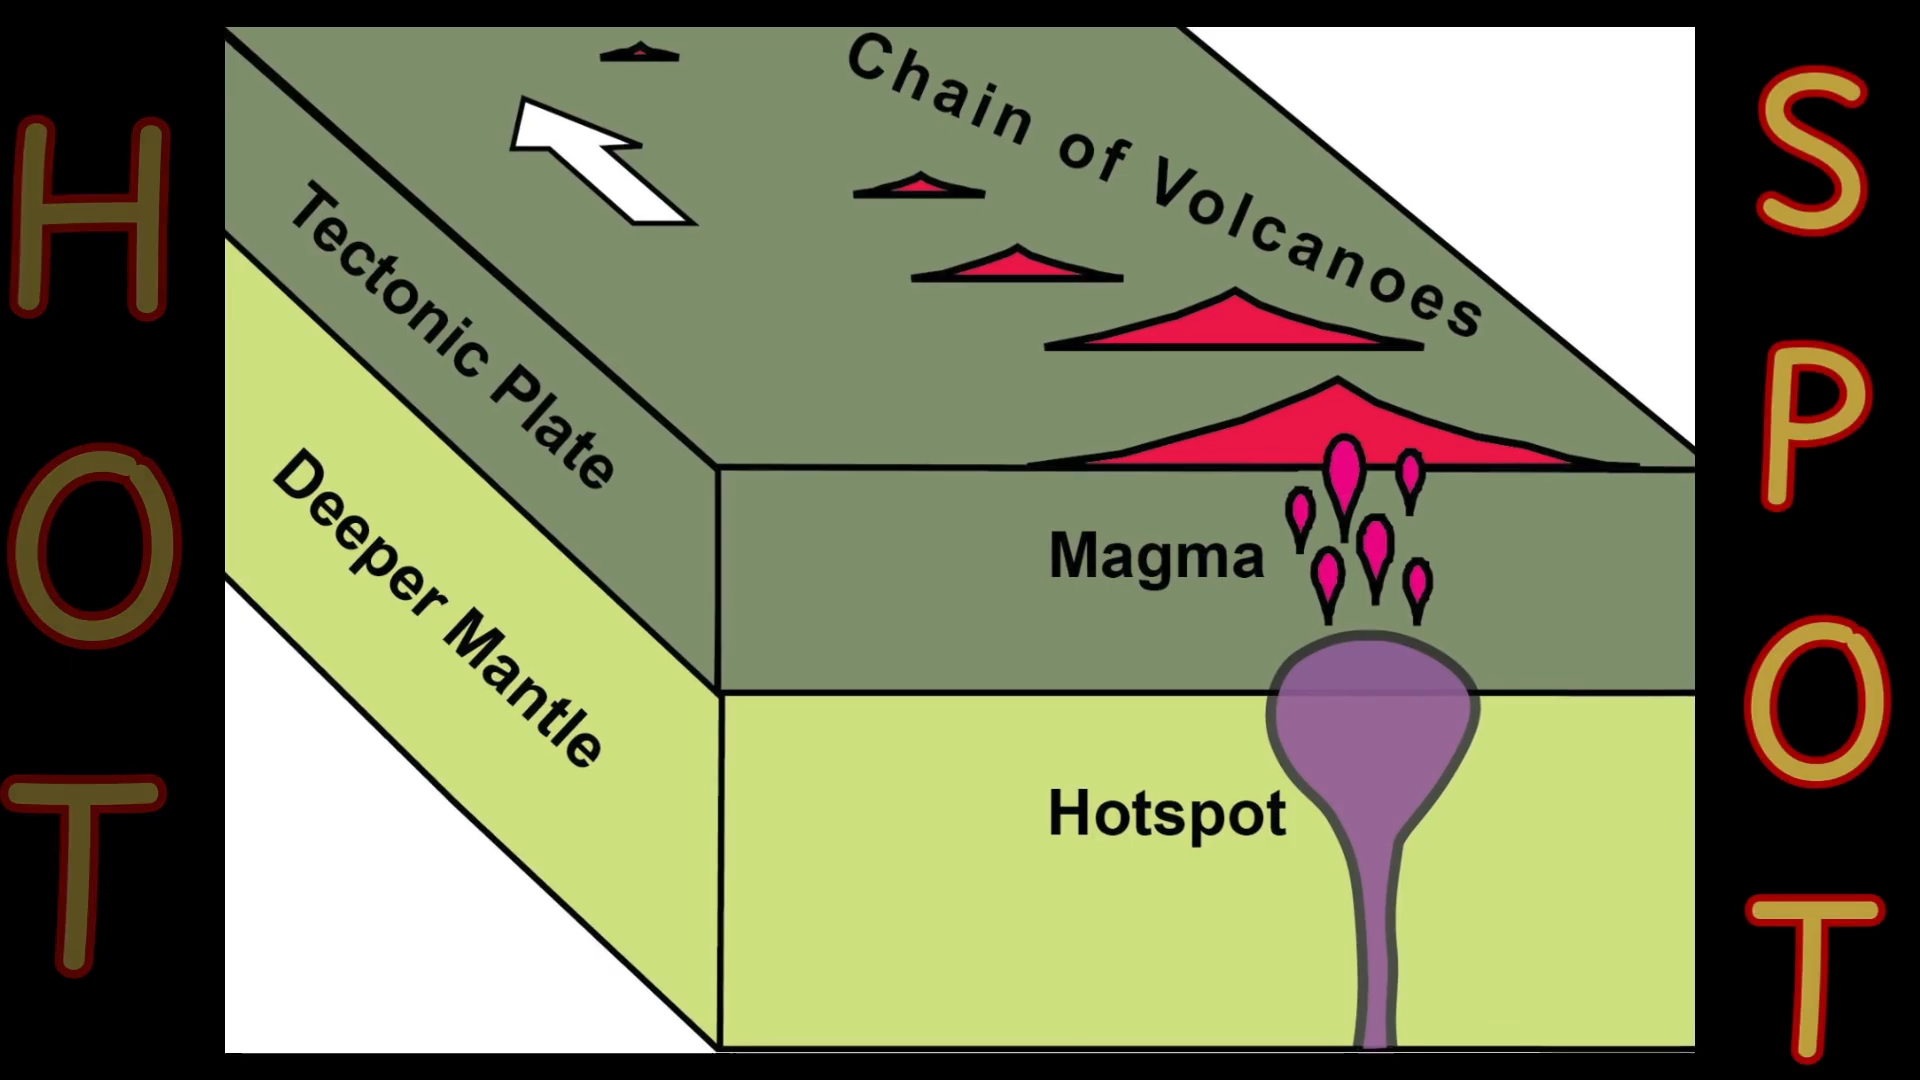 HOT
SPOT
Chain of Volcanoes
Tectonic Plate
Deeper Mantle
Magma
Hotspot